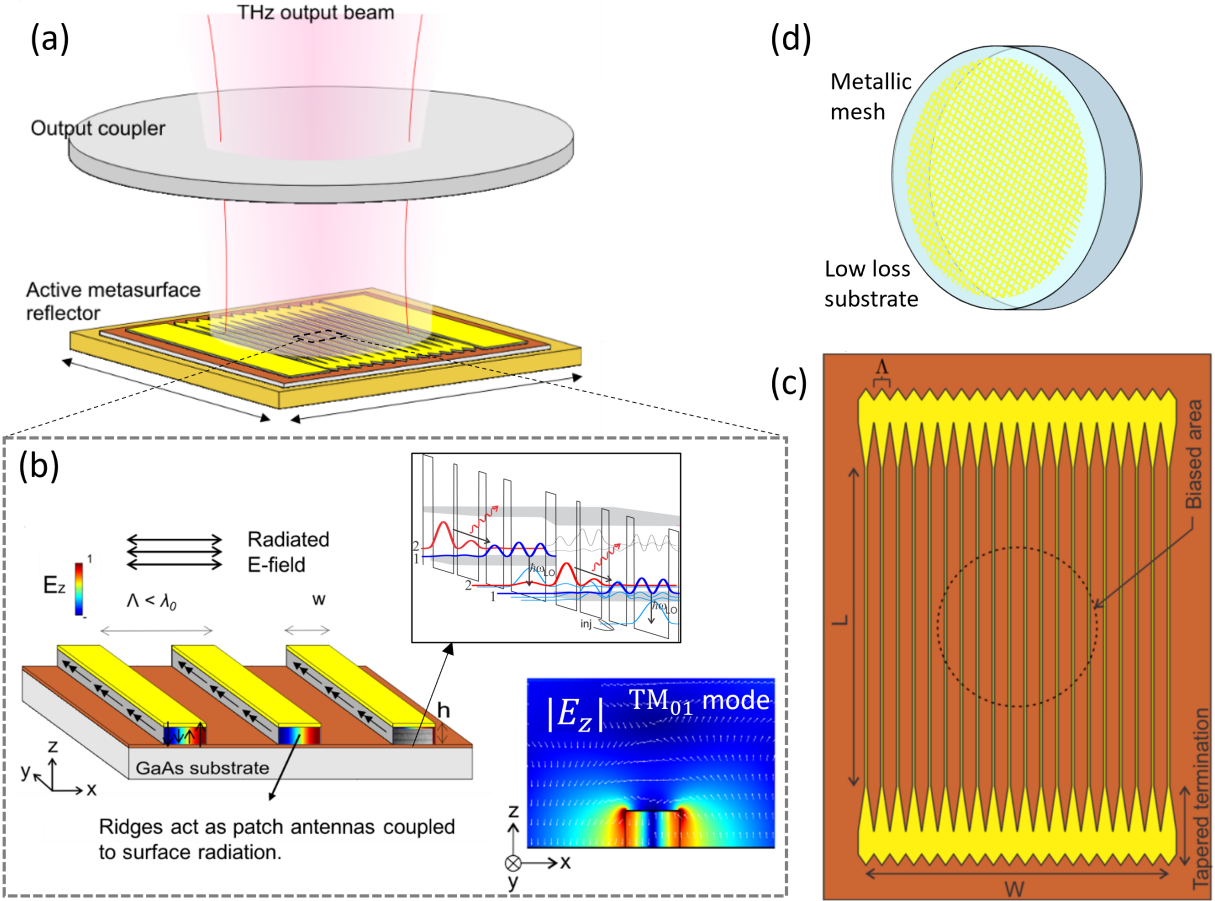 (a)
THz output beam
Output coupler
Active metasurface
reflector
(d)
Metallic
mesh
Low loss
substrate
(b)
Radiated
E-field
1
Ez
-
Λ < λ0
w
2
1
ħωLO
2
1
ħωLO
inj
h
GaAs substrate
z
y
x
Ridges act as patch antennas coupled
to surface radiation.
|Ez| TM01 mode
z
x
y
(c)
Λ
Biased area
L
Tapered termination
W